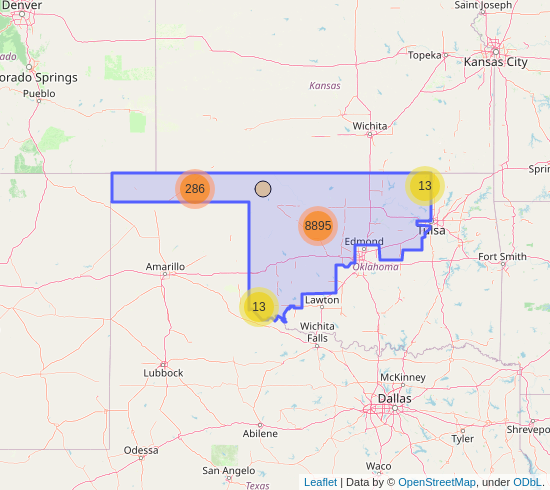 Denver
Saint Joseph
ado
orado Springs
Topeka
Kansas City
Kansas
Pueblo
Wichita
Sprin
286
13
8895
Tulsa
Edmond
Oklahoma
Fort Smith
Amarillo
13
Lawton
Wichita
Falls
Lubbock
McKinney
Dallas
Abilene
Shrevepo
Tyler
Odessa
Waco
San Angelo
Texas
Leaflet | Data by © OpenStreetMap, under ODbL.